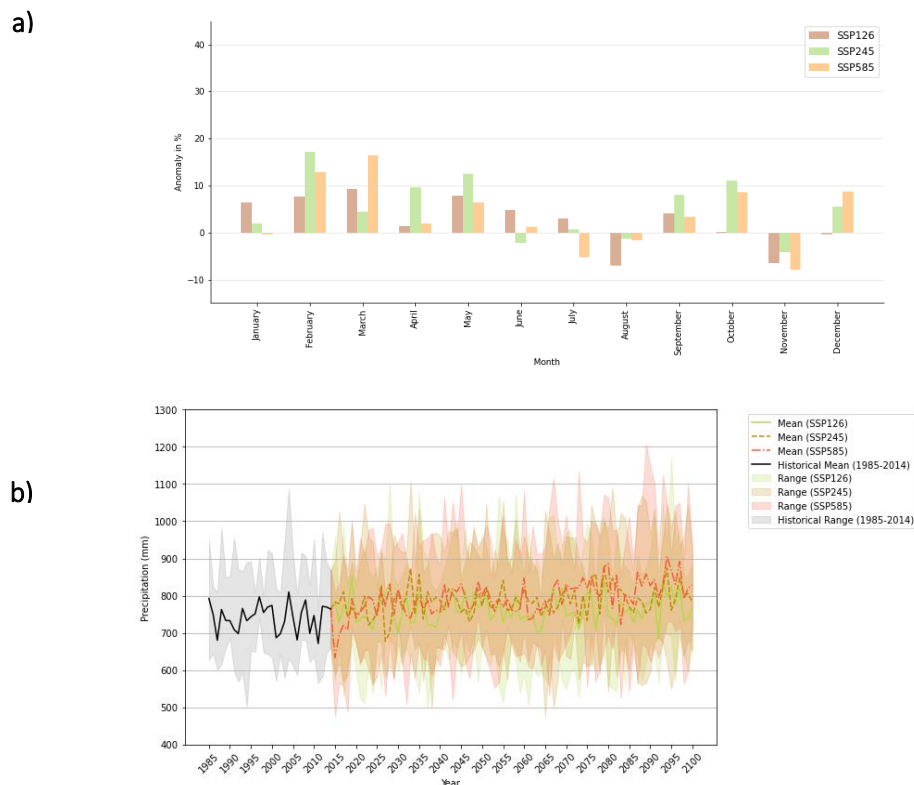 a)
SSP126
SSP245
SSP585
40
30
20
10
0
−10
Anomaly in %
January
February
March
April
May
June
July
August
September
October
November
December
Month
b)
1300
1200
1100
1000
900
800
700
600
500
400
Precipitation (mm)
1985
1990
1995
2000
2005
2010
2015
2020
2025
2030
2035
2040
2045
2050
2055
2060
2065
2070
2075
2080
2085
2090
2095
2100
Year
Mean (SSP126)
Mean (SSP245)
Mean (SSP585)
Historical Mean (1985-2014)
Range (SSP126)
Range (SSP245)
Range (SSP585)
Historical Range (1985-2014)